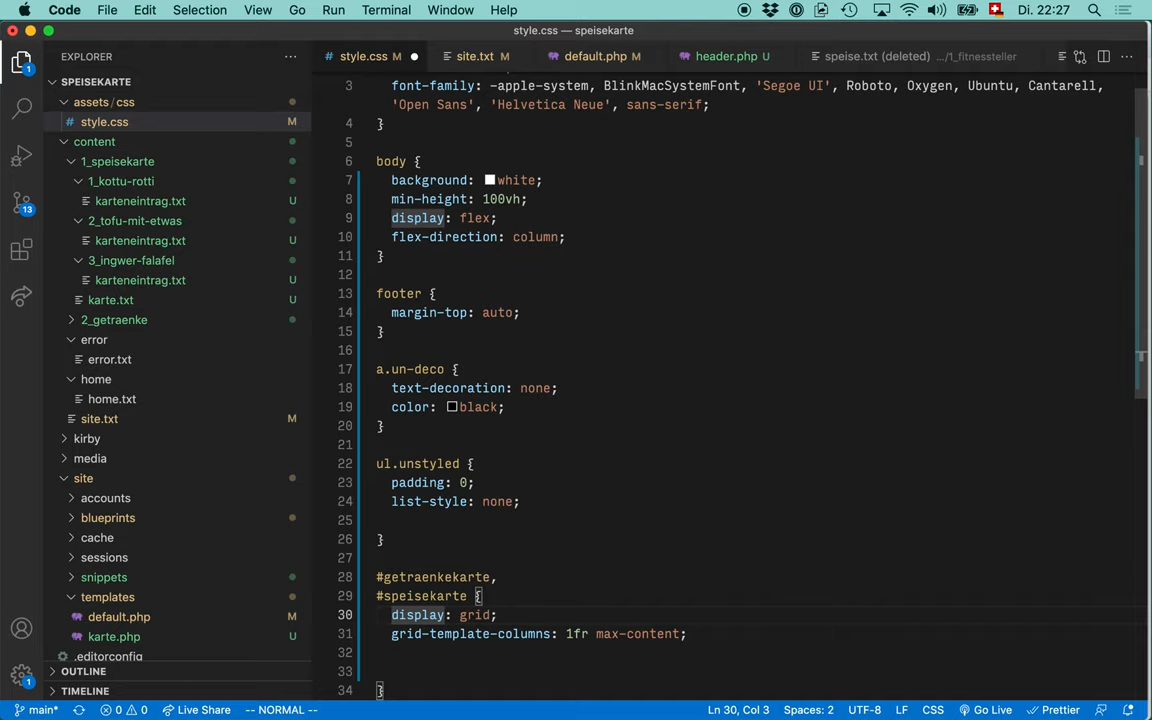 Code File Edit Selection View Go Run Terminal Window Help Di. 22:27
style.css — speisekarte
EXPLORER
style.css M
site.txt M
default.php M
header.php U
speise.txt (deleted) .../1_fitnessteller
SPEISEKARTE
assets/css
style.css M
content
1_speisekarte
1_kottu-rotti
karteneintrag.txt U
2_tofu-mit-etwas
karteneintrag.txt U
3_ingwer-falafel
karteneintrag.txt U
karte.txt U
2_getraenke
error
error.txt
home
home.txt
site.txt M
kirby
media
site
accounts
blueprints
cache
sessions
snippets
templates
default.php M
karte.php U
.editorconfig
OUTLINE
TIMELINE
1
13
1
3 font-family: -apple-system, BlinkMacSystemFont, 'Segoe UI', Roboto, Oxygen, Ubuntu, Cantarell,
'Open Sans', 'Helvetica Neue', sans-serif;
4 }
5
6 body {
7 background: white;
8 min-height: 100vh;
9 display: flex;
10 flex-direction: column;
11 }
12
13 footer {
14 margin-top: auto;
15 }
16
17 a.un-deco {
18 text-decoration: none;
19 color: black;
20 }
21
22 ul.unstyled {
23 padding: 0;
24 list-style: none;
25
26 }
27
28 #getraenkekarte,
29 #speisekarte {
30 display: grid;
31 grid-template-columns: 1fr max-content;
32
33
34 }
main* 0 0 Live Share -- NORMAL -- Ln 30, Col 3 Spaces: 2 UTF-8 LF CSS Go Live Prettier